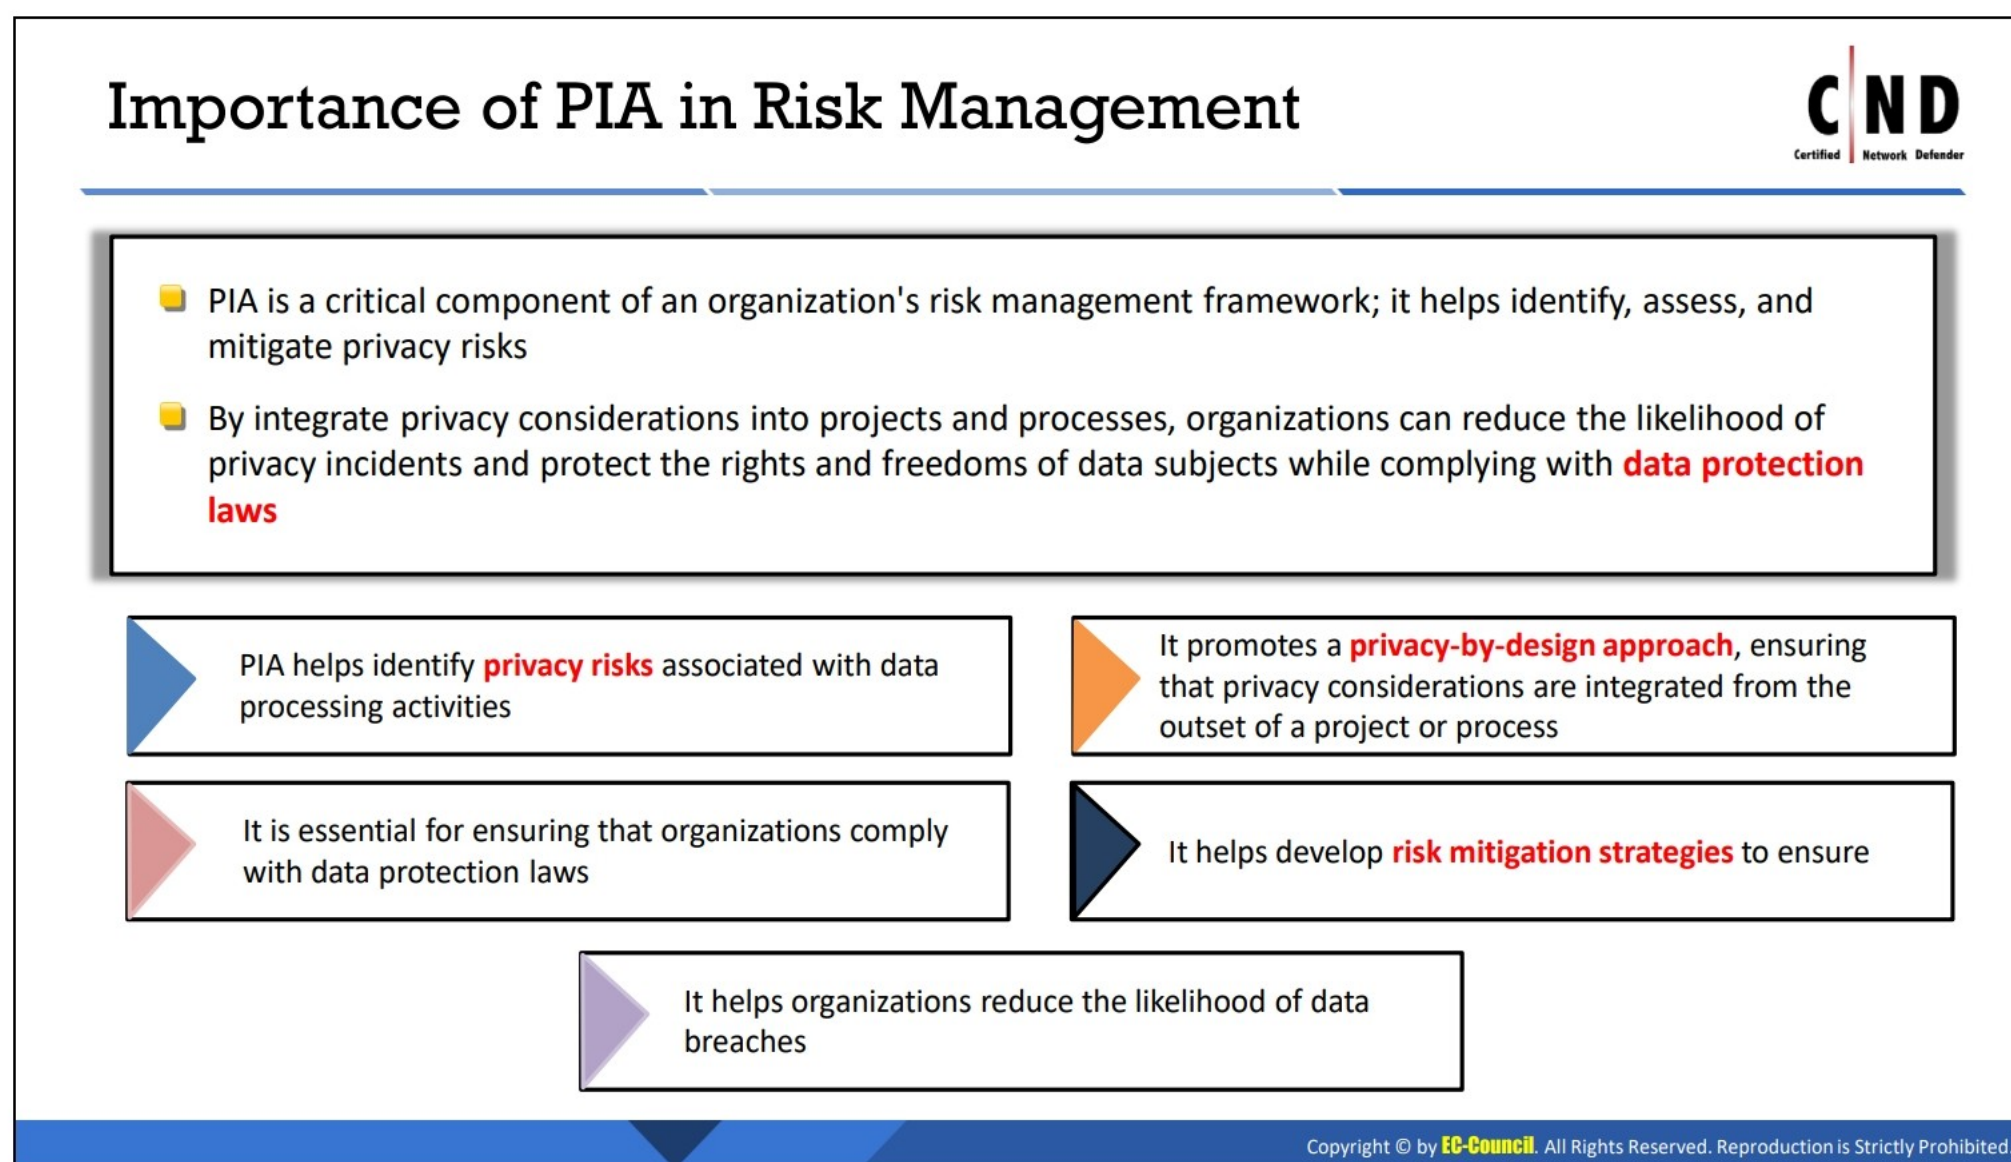 Importance of PIA in Risk Management
C ND
Certified Network Defender
PIA is a critical component of an organization's risk management framework; it helps identify, assess, and
mitigate privacy risks
By integrate privacy considerations into projects and processes, organizations can reduce the likelihood of
privacy incidents and protect the rights and freedoms of data subjects while complying with data protection
laws
PIA helps identify privacy risks associated with data
processing activities
It promotes a privacy-by-design approach, ensuring
that privacy considerations are integrated from the
outset of a project or process
It is essential for ensuring that organizations comply
with data protection laws
It helps develop risk mitigation strategies to ensure
It helps organizations reduce the likelihood of data
breaches
Copyright © by EC-Council. All Rights Reserved. Reproduction is Strictly Prohibited.